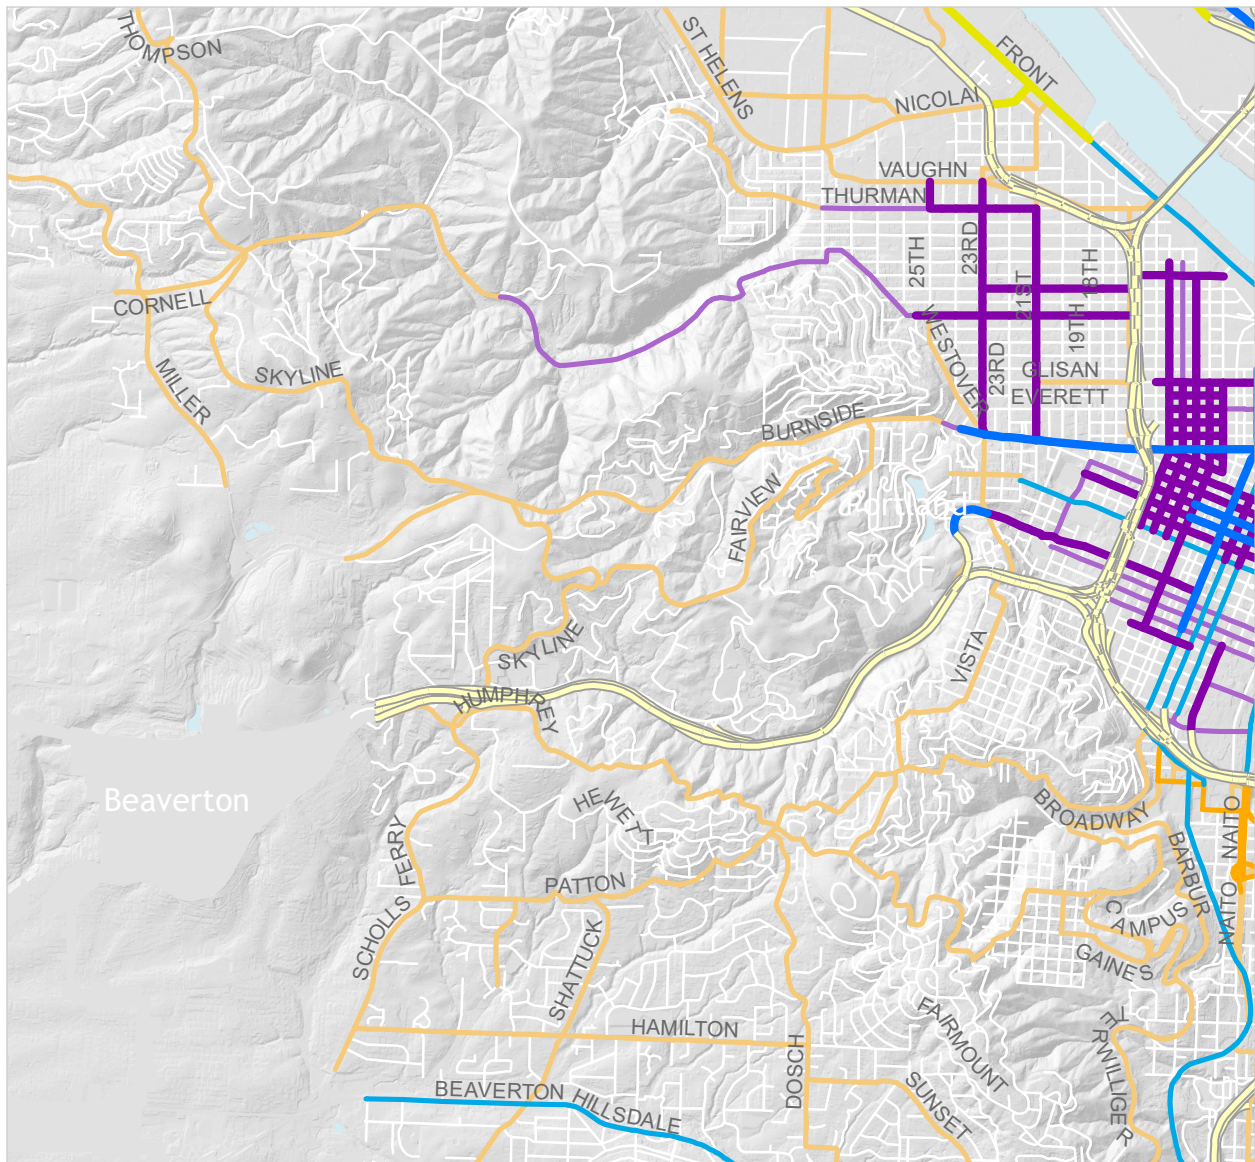 THOMPSON
ST HELENS
FRONT
NICOLAI
VAUGHN
THURMAN
25TH
23RD
18TH
21ST
19TH
CORNELL
WESTOVER
MILLER
SKYLINE
23RD
GLISAN
EVERETT
BURNSIDE
FAIRVIEW
Portland
SKYLINE
VISTA
HUMPHREY
Beaverton
HEWETT
BROADWAY
NAITO
SCHOLLS FERRY
BARBUR
PATTON
CAMPUS
NAITO
SHATTUCK
GAINES
HAMILTON
FAIRMOUNT
TERWILLIGER
DOSCH
BEAVERTON HILLSDALE
SUNSET